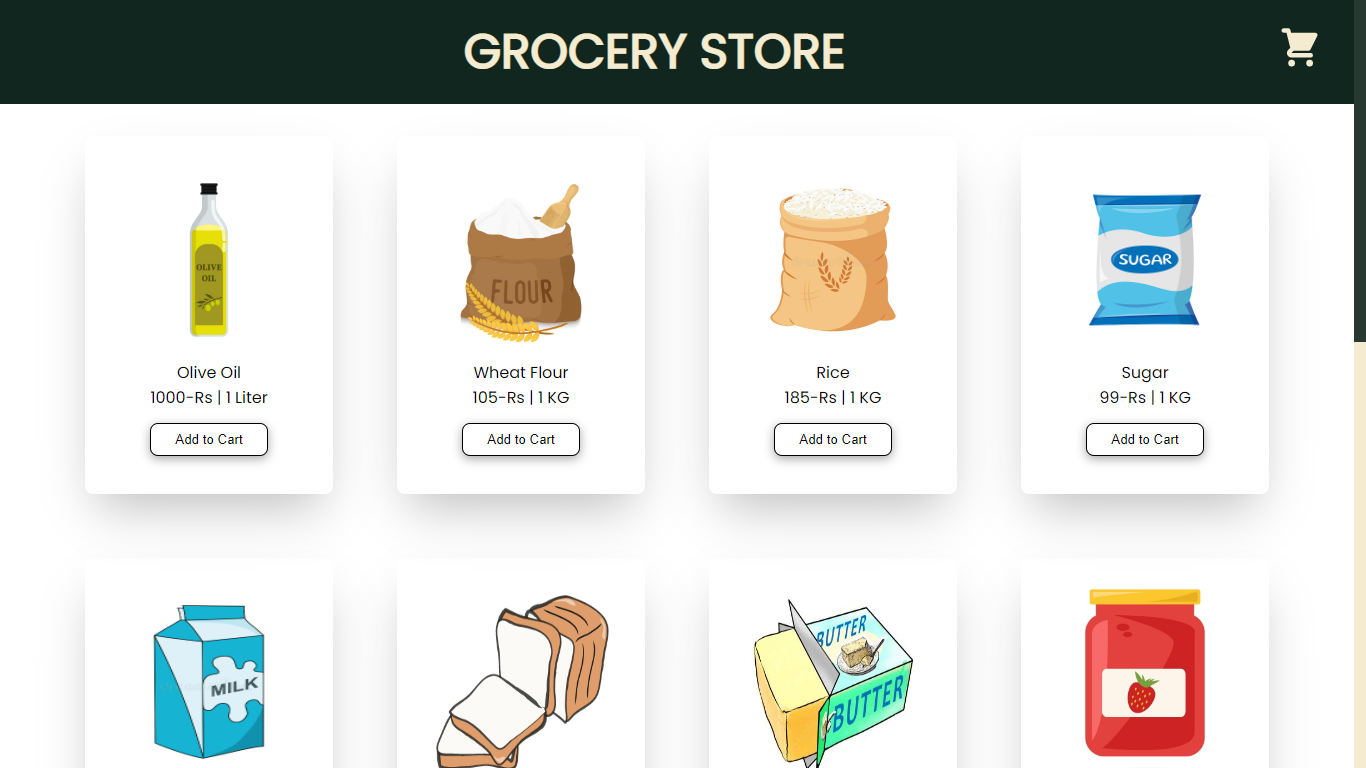 GROCERY STORE
OLIVE
OIL
FLOUR
SUGAR
Olive Oil
Wheat Flour
Rice
Sugar
1000-Rs | 1 Liter
105-Rs | 1 KG
185-Rs | 1 KG
99-Rs | 1 KG
Add to Cart
Add to Cart
Add to Cart
Add to Cart
MILK
BUTTER
BUTTER